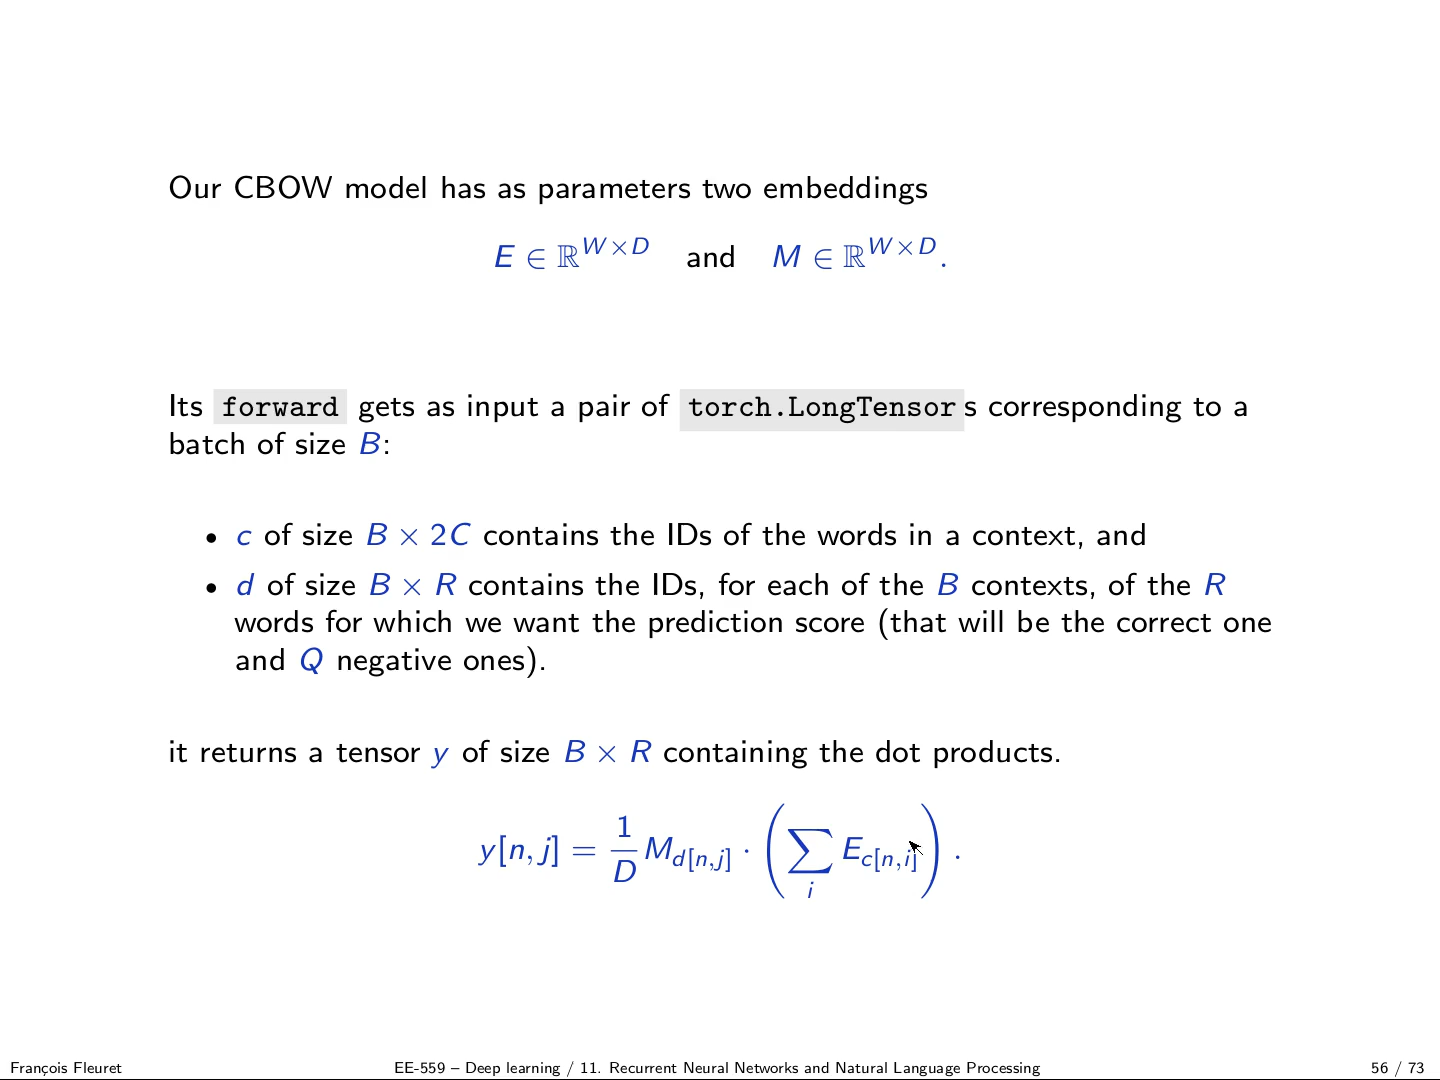 Our CBOW model has as parameters two embeddings
E ∈ ℝ^{W×D} and M ∈ ℝ^{W×D}.
Its forward gets as input a pair of torch.LongTensor s corresponding to a
batch of size B:
• c of size B × 2C contains the IDs of the words in a context, and
• d of size B × R contains the IDs, for each of the B contexts, of the R
words for which we want the prediction score (that will be the correct one
and Q negative ones).
it returns a tensor y of size B × R containing the dot products.
y[n, j] = \frac{1}{D} M_{d[n,j]} · ( ∑_i E_{c[n,i]} ) .
François Fleuret EE-559 – Deep learning / 11. Recurrent Neural Networks and Natural Language Processing 56 / 73